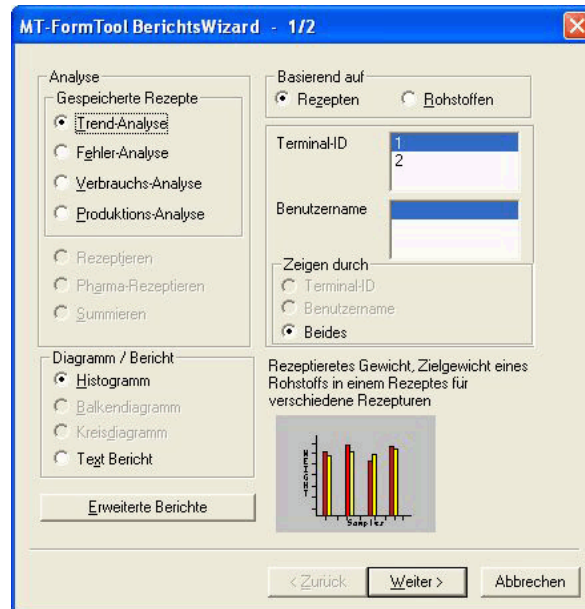 MT-FormTool BerichtsWizard - 1/2
Analyse
Gespeicherte Rezepte
Trend-Analyse
Fehler-Analyse
Verbrauchs-Analyse
Produktions-Analyse
Rezeptieren
Pharma-Rezeptieren
Summieren
Diagramm / Bericht
Histogramm
Balkendiagramm
Kreisdiagramm
Text Bericht
Erweiterte Berichte
Basierend auf
Rezepten Rohstoffen
Terminal-ID
1
2
Benutzername
Zeigen durch
Terminal-ID
Benutzername
Beides
Rezeptieretes Gewicht, Zielgewicht eines
Rohstoffs in einem Rezeptes für
verschiedene Rezepturen
Samples
< Zurück Weiter > Abbrechen